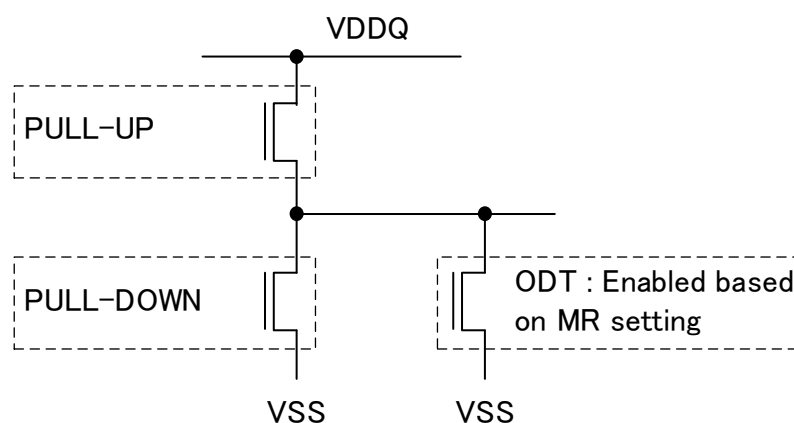 VDDQ
PULL-UP
PULL-DOWN
ODT : Enabled based
on MR setting
VSS
VSS